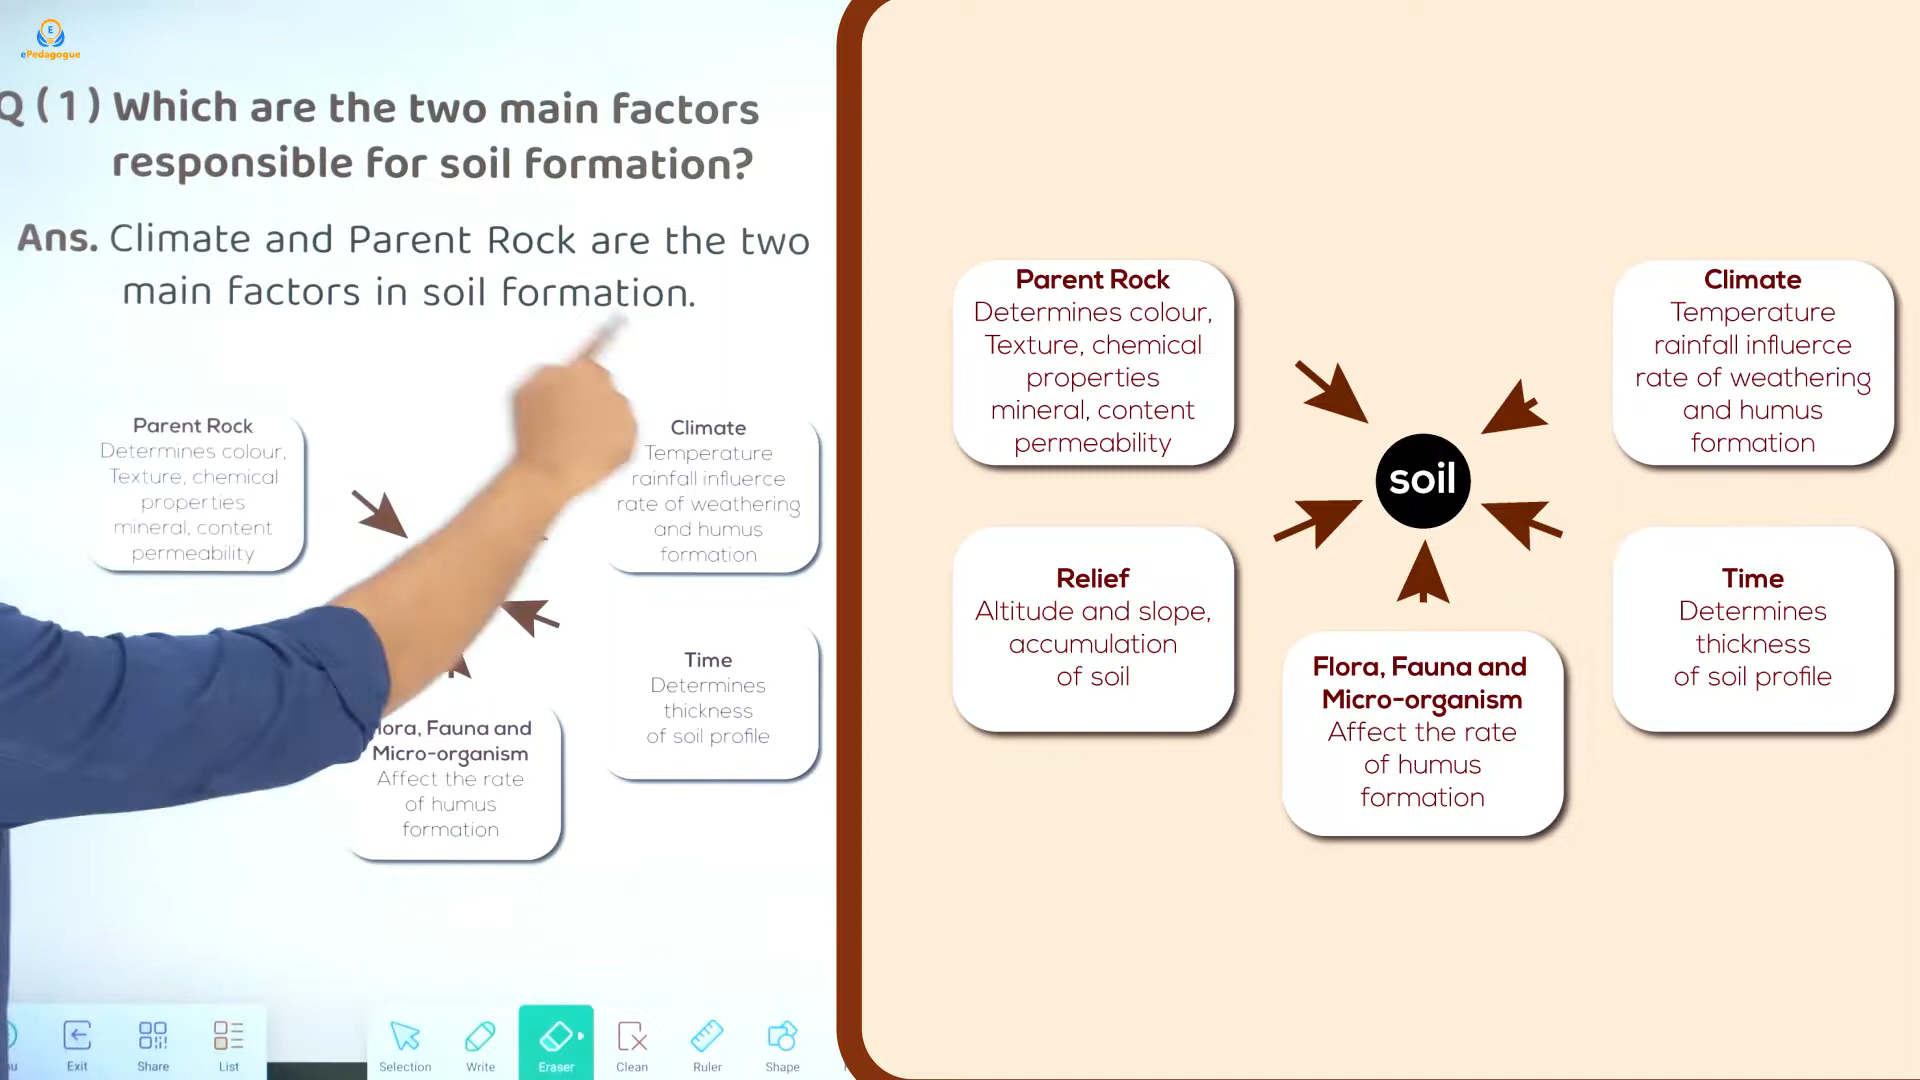 E
ePedagogue
Q ( 1 ) Which are the two main factors
responsible for soil formation?
Ans. Climate and Parent Rock are the two
main factors in soil formation.
Parent Rock
Determines colour,
Texture, chemical
properties
mineral, content
permeability
Climate
Temperature
rainfall influerce
rate of weathering
and humus
formation
Time
Determines
thickness
of soil profile
lora, Fauna and
Micro-organism
Affect the rate
of humus
formation
Exit
Share
List
Selection
Write
Eraser
Clean
Ruler
Shape
Parent Rock
Determines colour,
Texture, chemical
properties
mineral, content
permeability
Climate
Temperature
rainfall influerce
rate of weathering
and humus
formation
soil
Relief
Altitude and slope,
accumulation
of soil
Time
Determines
thickness
of soil profile
Flora, Fauna and
Micro-organism
Affect the rate
of humus
formation